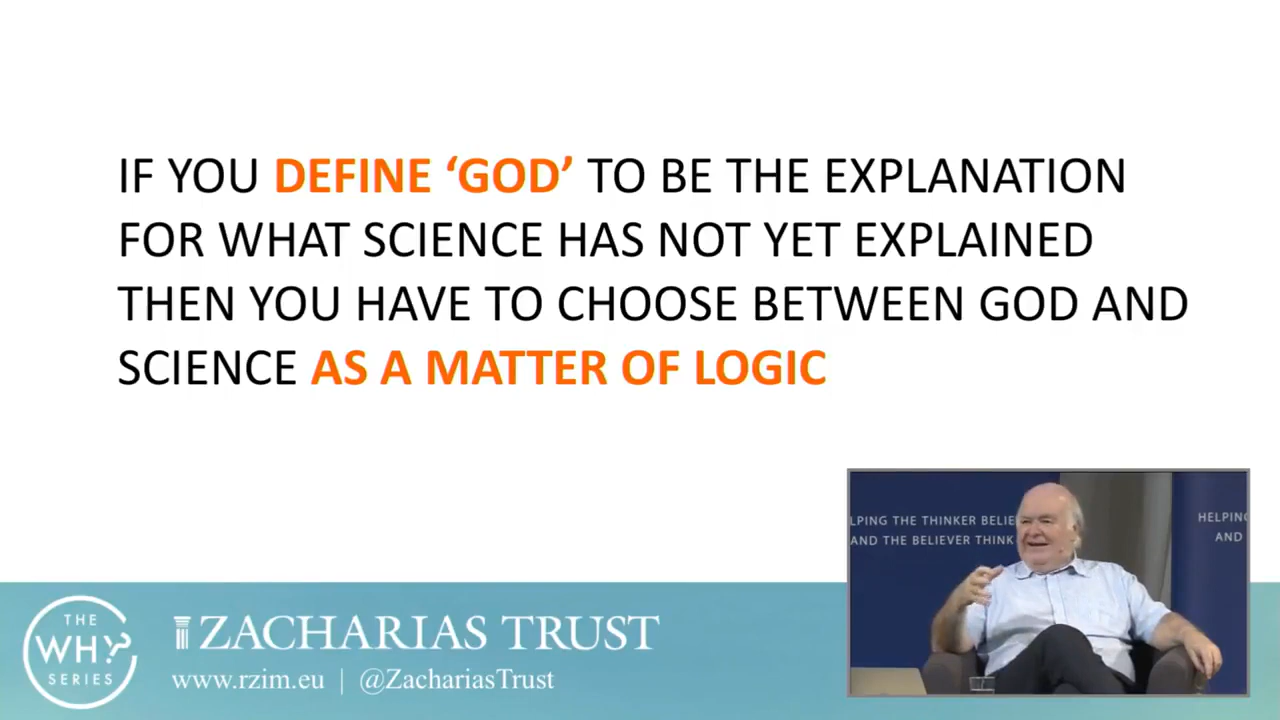 IF YOU DEFINE ‘GOD’ TO BE THE EXPLANATION
FOR WHAT SCIENCE HAS NOT YET EXPLAINED
THEN YOU HAVE TO CHOOSE BETWEEN GOD AND
SCIENCE AS A MATTER OF LOGIC
LPING THE THINKER BELIE
AND THE BELIEVER THINK
HELPING
AND
THE
WHY?
SERIES
ZACHARIAS TRUST
www.rzim.eu | @ZachariasTrust